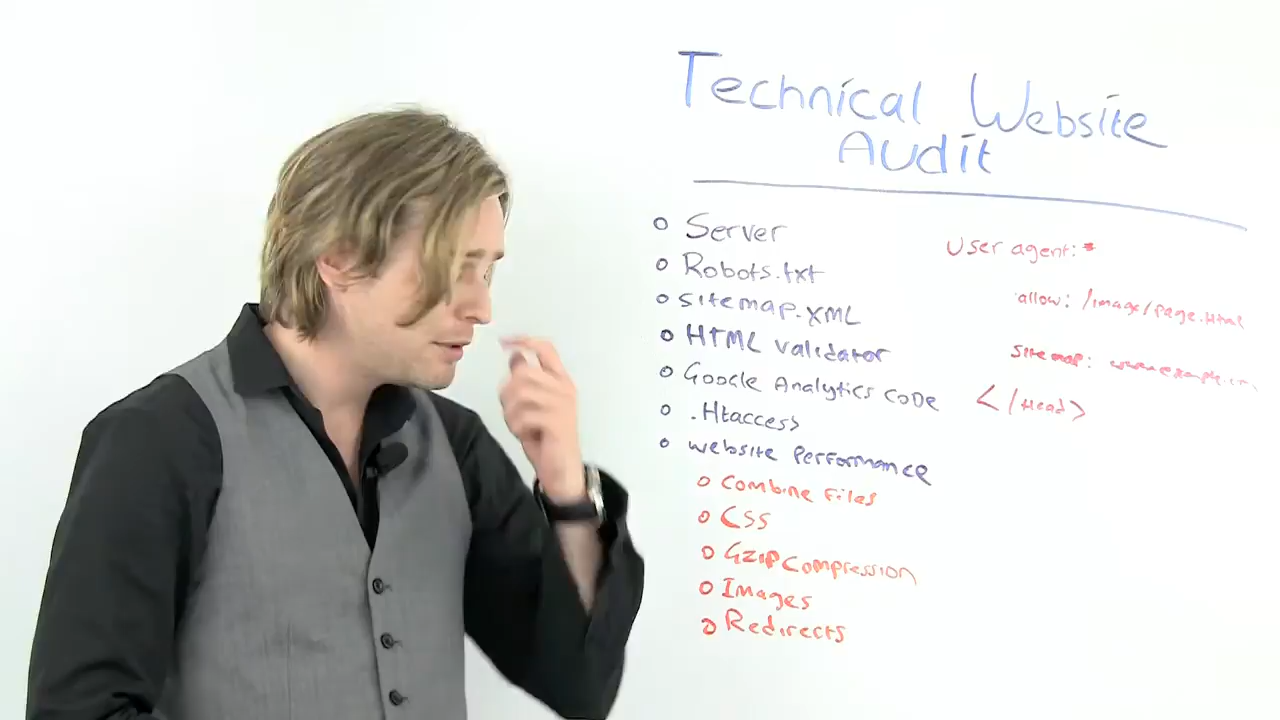 Technical Website
Audit
Server
Robots.txt
sitemap.XML
HTML validator
Google Analytics CODE
.Htaccess
website performance
Combine Files
CSS
GZIP Compression
Images
Redirects
User agent: *
allow: /image/page.Html
sitemap:
</Head>